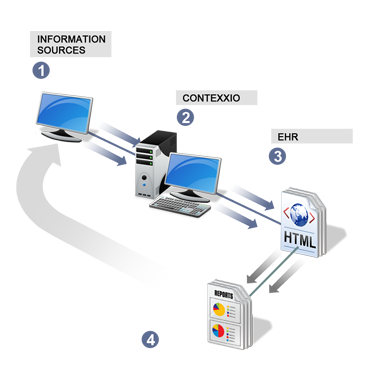 INFORMATION
SOURCES
1
CONTEXXIO
2
EHR
3
HTML
REPORTS
4